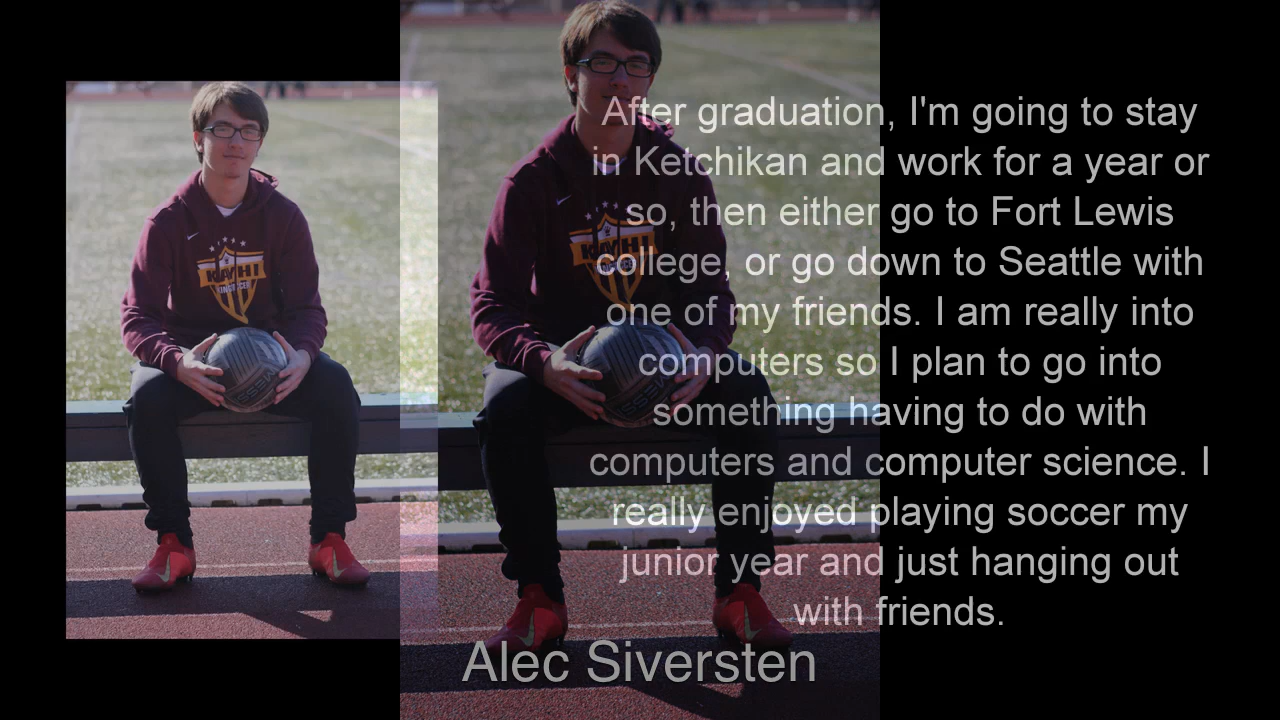 After graduation, I'm going to stay
in Ketchikan and work for a year or
so, then either go to Fort Lewis
college, or go down to Seattle with
one of my friends. I am really into
computers so I plan to go into
something having to do with
computers and computer science. I
really enjoyed playing soccer my
junior year and just hanging out
with friends.
Alec Siversten
KAYHI